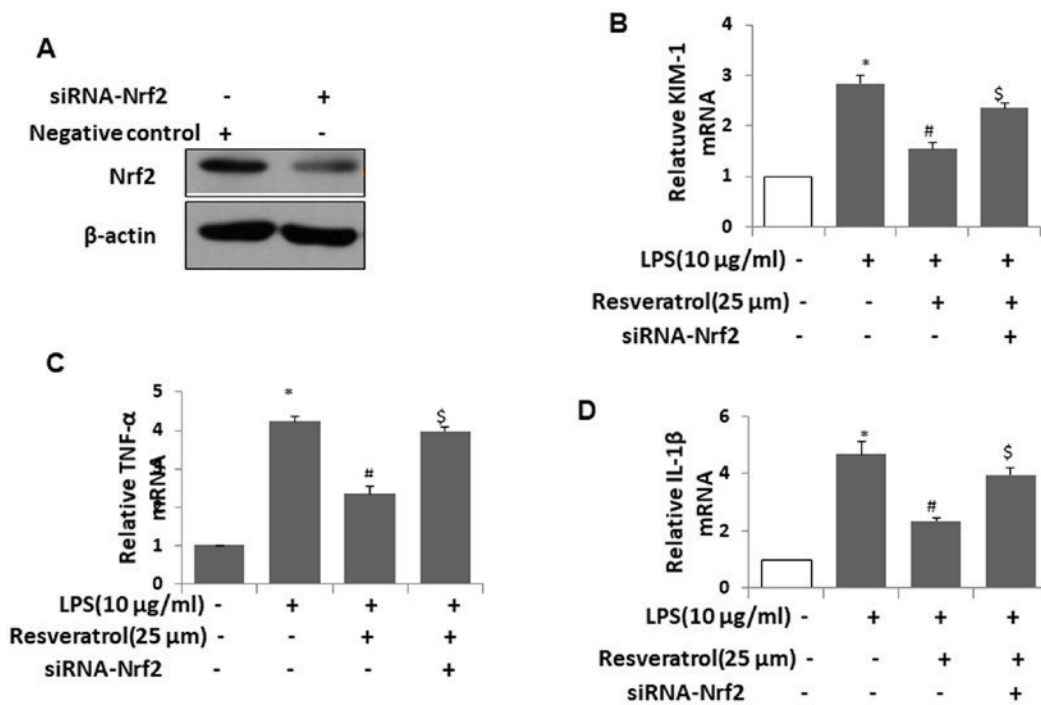 A
siRNA-Nrf2 - +
Negative control + -
Nrf2
β-actin
B
Relatuve KIM-1
mRNA
4
3
2
1
0
* # $
LPS(10 μg/ml) - + + +
Resveratrol(25 μm) - - + +
siRNA-Nrf2 - - - +
C
Relative TNF-α
mRNA
5
4
1
0
* # $
LPS(10 μg/ml) - + + +
Resveratrol(25 μm) - - + +
siRNA-Nrf2 - - - +
D
Relative IL-1β
mRNA
6
4
2
0
* # $
LPS(10 μg/ml) - + + +
Resveratrol(25 μm) - - + +
siRNA-Nrf2 - - - +